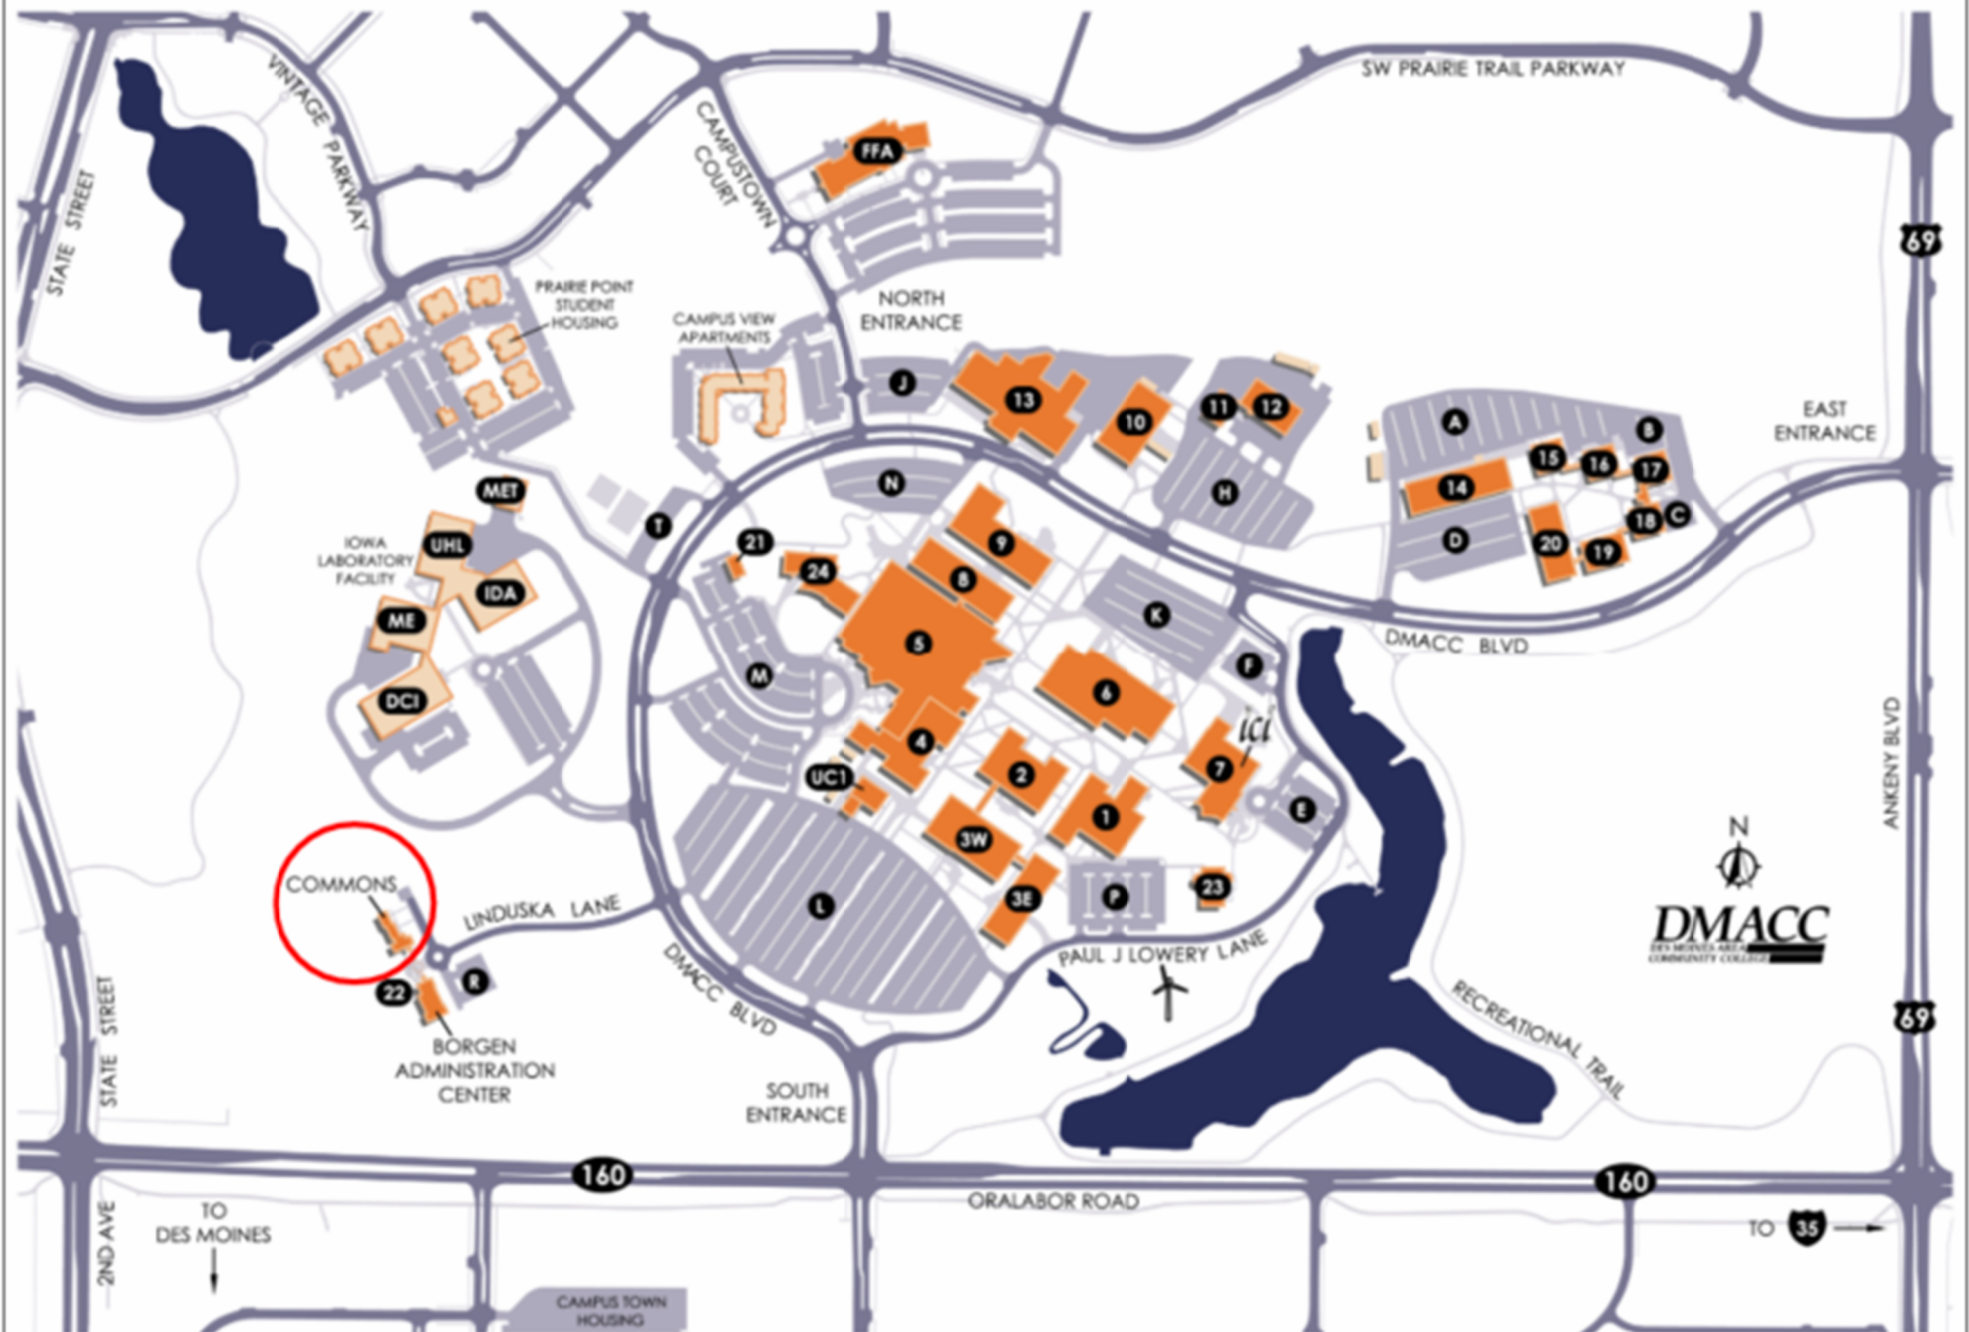 SW PRAIRIE TRAIL PARKWAY
VINTAGE PARKWAY
CAMPUSTOWN
COURT
FFA
STATE STREET
69
PRAIRIE POINT
STUDENT
HOUSING
NORTH
ENTRANCE
CAMPUS VIEW
APARTMENTS
J
13
10
11
12
A
B
EAST
ENTRANCE
15
16
17
14
N
H
MET
T
18
C
D
20
19
21
UHL
IOWA
LABORATORY
FACILITY
9
24
8
IDA
K
ME
5
DMACC BLVD
F
M
6
DCI
ICI
4
7
2
UC1
ANKENY BLVD
E
1
3W
N
COMMONS
23
P
3E
L
LINDUSKA LANE
DMACC
DES MOINES AREA
COMMUNITY COLLEGE
PAUL J LOWERY LANE
R
22
DMACC BLVD
RECREATIONAL TRAIL
69
STATE STREET
BORGEN
ADMINISTRATION
CENTER
SOUTH
ENTRANCE
160
160
ORALABOR ROAD
2ND AVE
TO
DES MOINES
TO 35
CAMPUS TOWN
HOUSING